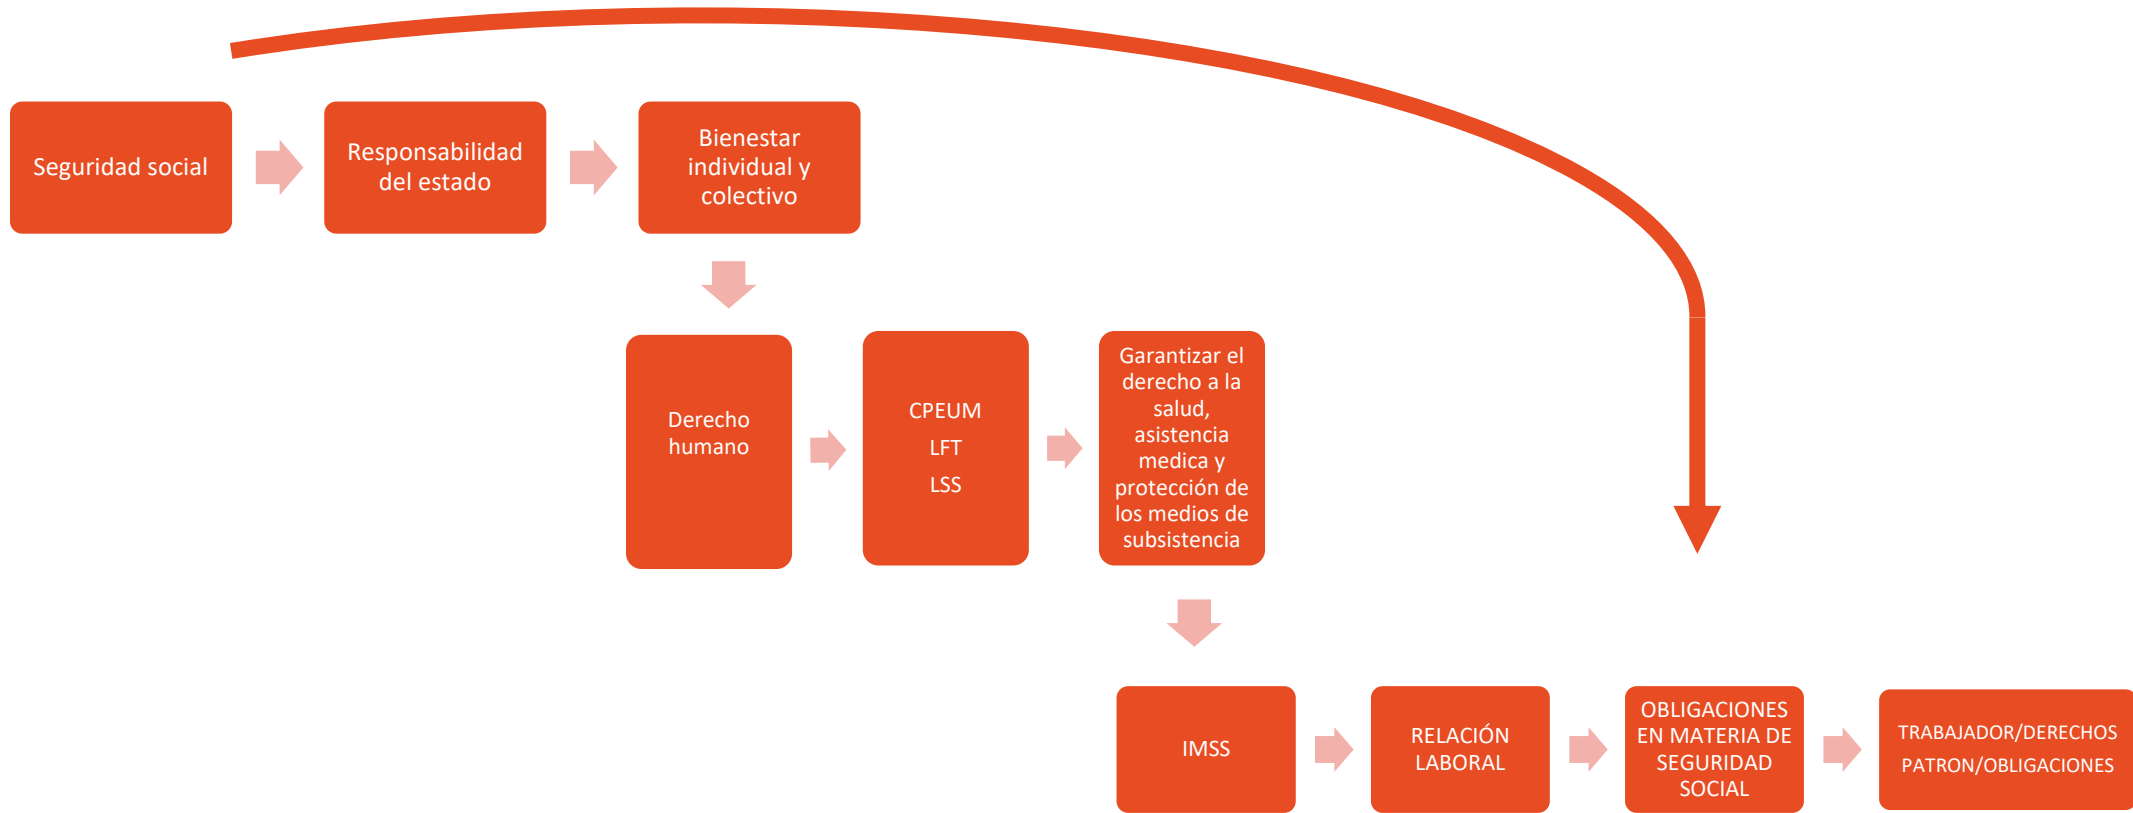 Seguridad social
Responsabilidad
del estado
Bienestar
individual y
colectivo
Derecho
humano
CPEUM
LFT
LSS
Garantizar el
derecho a la
salud,
asistencia
medica y
protección de
los medios de
subsistencia
IMSS
RELACIÓN
LABORAL
OBLIGACIONES
EN MATERIA DE
SEGURIDAD
SOCIAL
TRABAJADOR/DERECHOS
PATRON/OBLIGACIONES